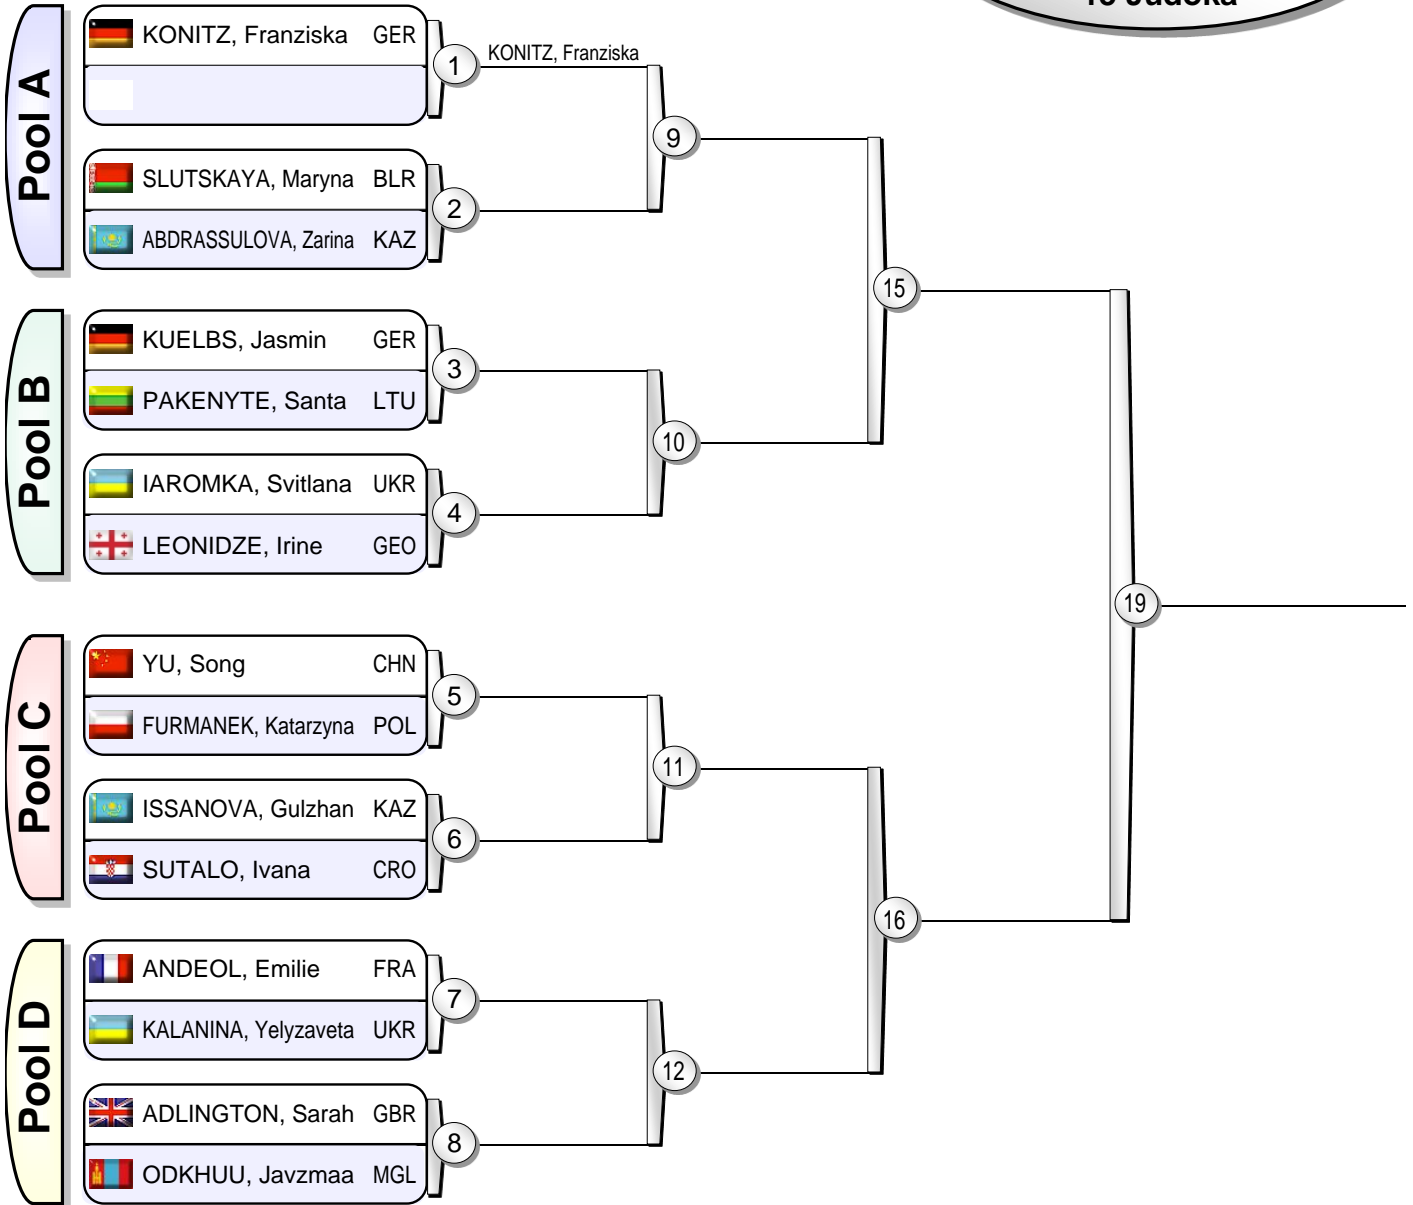 Pool A
KONITZ, Franziska GER
1
KONITZ, Franziska
9
SLUTSKAYA, Maryna BLR
2
ABDRASSULOVA, Zarina KAZ
15
Pool B
KUELBS, Jasmin GER
3
PAKENYTE, Santa LTU
10
IAROMKA, Svitlana UKR
4
LEONIDZE, Irine GEO
19
Pool C
YU, Song CHN
5
FURMANEK, Katarzyna POL
11
ISSANOVA, Gulzhan KAZ
6
SUTALO, Ivana CRO
16
Pool D
ANDEOL, Emilie FRA
7
KALANINA, Yelyzaveta UKR
12
ADLINGTON, Sarah GBR
8
ODKHUU, Javzmaa MGL